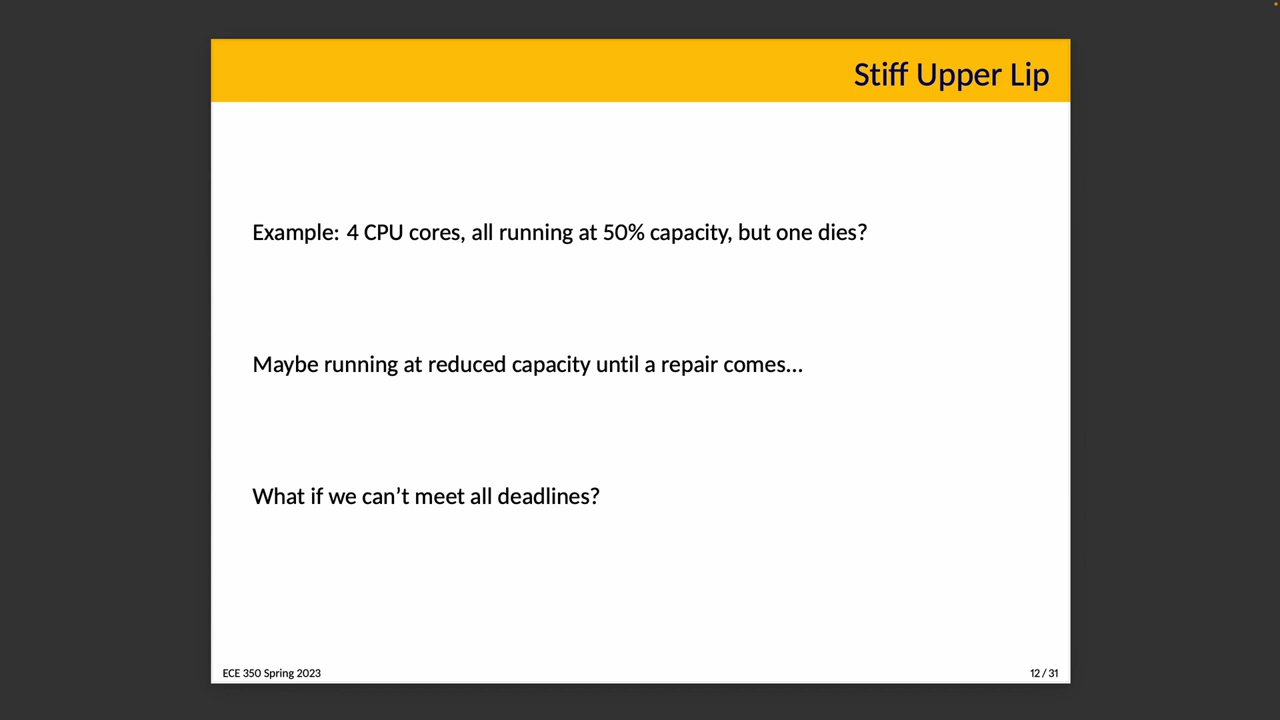 Stiff Upper Lip
Example: 4 CPU cores, all running at 50% capacity, but one dies?
Maybe running at reduced capacity until a repair comes...
What if we can’t meet all deadlines?
ECE 350 Spring 2023
12 / 31